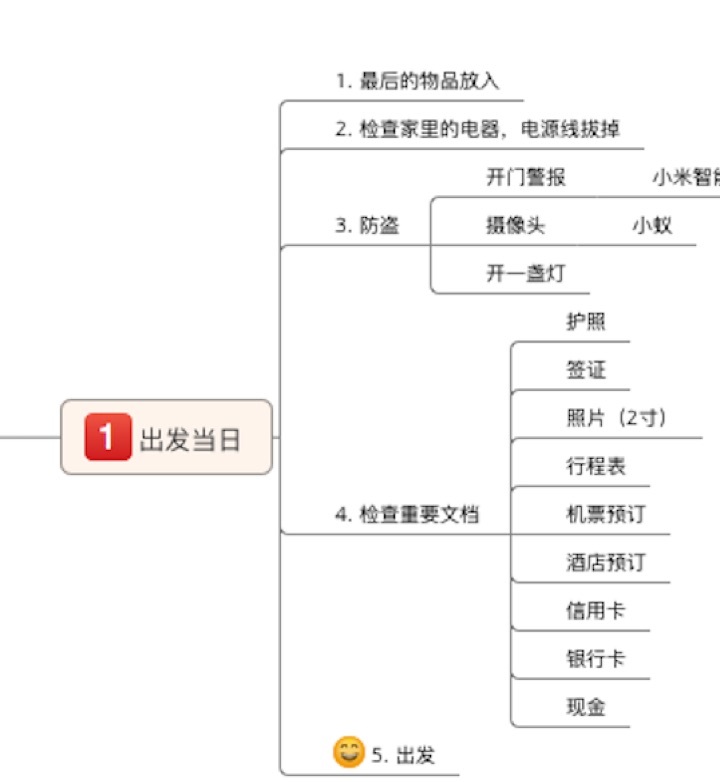 1. 最后的物品放入
2. 检查家里的电器，电源线拔掉
开门警报 小米智能
3. 防盗 摄像头 小蚁
开一盏灯
护照
签证
照片（2寸）
1 出发当日
行程表
4. 检查重要文档 机票预订
酒店预订
信用卡
银行卡
现金
5. 出发